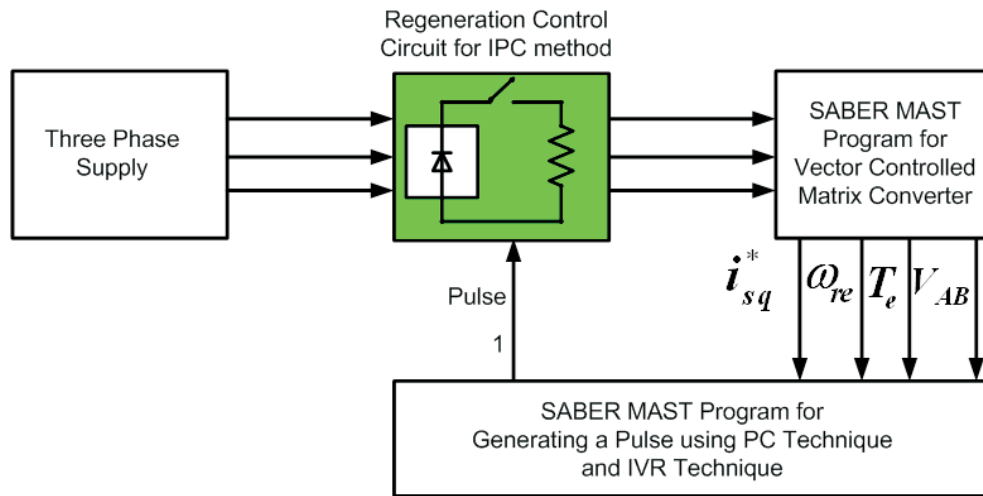 Regeneration Control
Circuit for IPC method
Three Phase
Supply
SABER MAST
Program for
Vector Controlled
Matrix Converter
i*sq ωre Te VAB
Pulse
1
SABER MAST Program for
Generating a Pulse using PC Technique
and IVR Technique